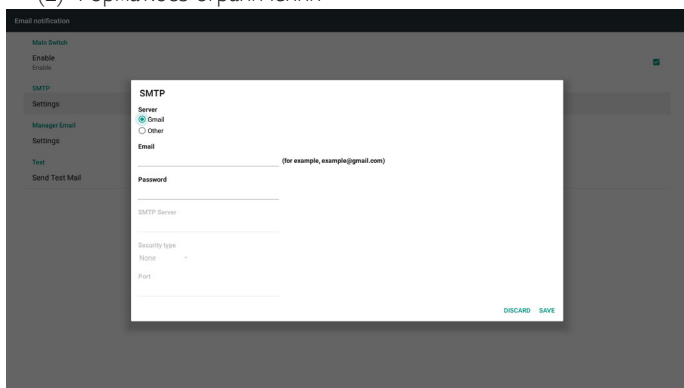 Email notification
Main Switch
Enable
Enable
SMTP
Settings
Manager Email
Settings
Test
Send Test Mail
SMTP
Server
Gmail
Other
Email
(for example, example@gmail.com)
Password
SMTP Server
Security type
None
Port
DISCARD SAVE